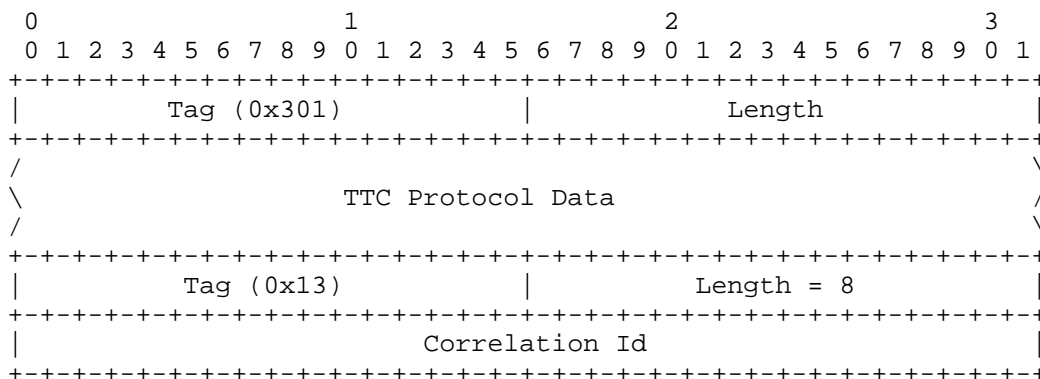 0                   1                   2                   3
0 1 2 3 4 5 6 7 8 9 0 1 2 3 4 5 6 7 8 9 0 1 2 3 4 5 6 7 8 9 0 1
+-+-+-+-+-+-+-+-+-+-+-+-+-+-+-+-+-+-+-+-+-+-+-+-+-+-+-+-+-+-+-+-+
|         Tag (0x301)           |            Length             |
+-+-+-+-+-+-+-+-+-+-+-+-+-+-+-+-+-+-+-+-+-+-+-+-+-+-+-+-+-+-+-+-+
/                                                               \
\                    TTC Protocol Data                          /
/                                                               \
+-+-+-+-+-+-+-+-+-+-+-+-+-+-+-+-+-+-+-+-+-+-+-+-+-+-+-+-+-+-+-+-+
|          Tag (0x13)           |          Length = 8           |
+-+-+-+-+-+-+-+-+-+-+-+-+-+-+-+-+-+-+-+-+-+-+-+-+-+-+-+-+-+-+-+-+
|                         Correlation Id                        |
+-+-+-+-+-+-+-+-+-+-+-+-+-+-+-+-+-+-+-+-+-+-+-+-+-+-+-+-+-+-+-+-+